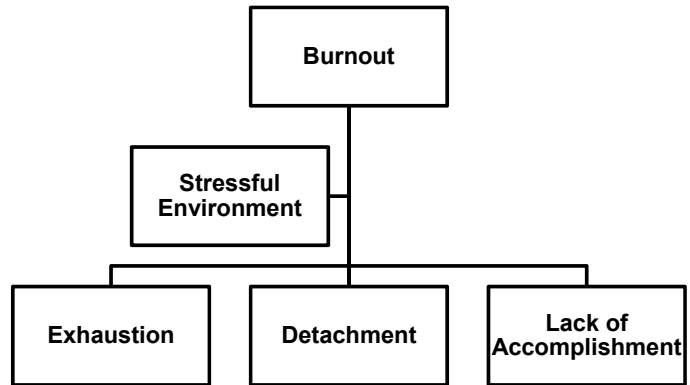 Burnout
Stressful
Environment
Exhaustion
Detachment
Lack of
Accomplishment